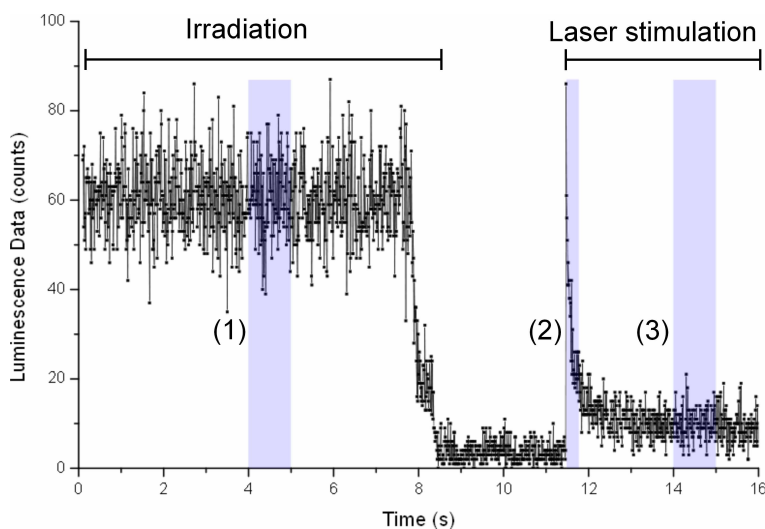 Irradiation
Laser stimulation
Luminescence Data (counts)
100
80
60
40
20
0
(1)
(2)
(3)
0 2 4 6 8 10 12 14 16
Time (s)